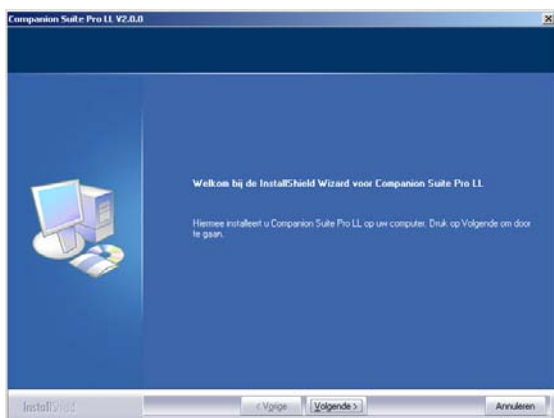 Companion Suite Pro LL V2.0.0
Welkom bij de InstallShield Wizard voor Companion Suite Pro LL
Hiermee installeert u Companion Suite Pro LL op uw computer. Druk op Volgende om door
te gaan.
InstallShield
< Vorige
Volgende >
Annuleren